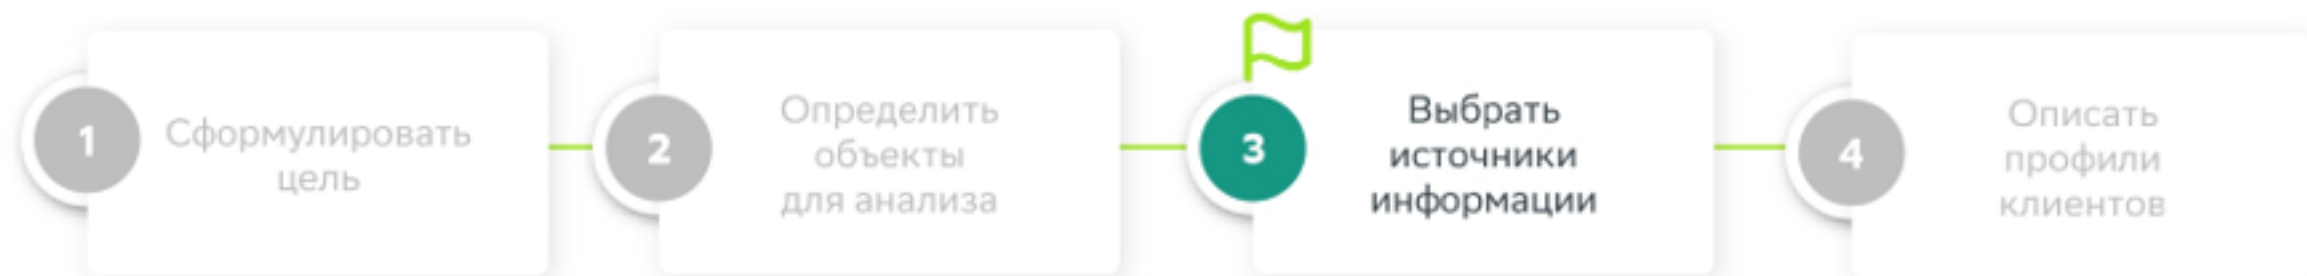 1
Сформулировать
цель
2
Определить
объекты
для анализа
3
Выбрать
источники
информации
4
Описать
профили
клиентов